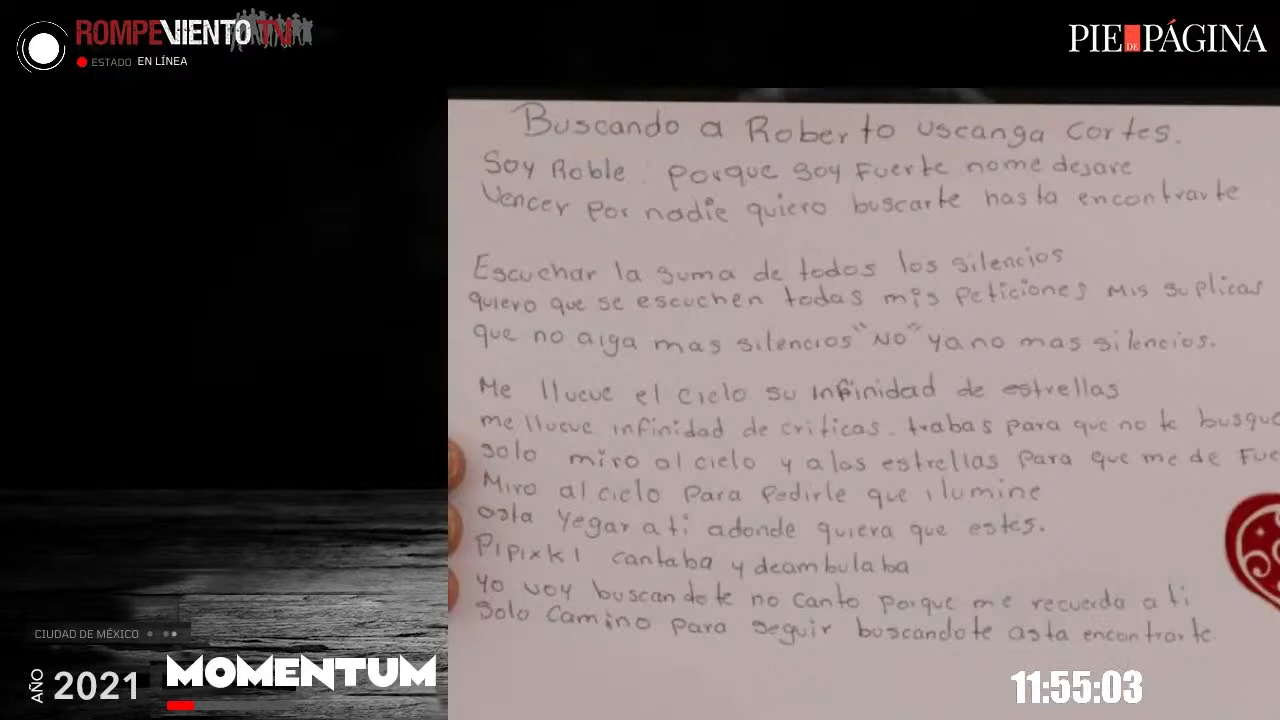 ROMPEVIENTO TV
ESTADO EN LÍNEA
PIE DE PÁGINA
Buscando a Roberto uscanga cortes.
Soy Roble : porque soy Fuerte nome dejare
Vencer por nadie quiero buscarte hasta encontrarte
Escuchar la suma de todos los silencios
quiero que se escuchen todas mis Peticiones Mis suplicas
que no aiga mas silencios "NO" ya no mas silencios.
Me llueve el cielo su infinidad de estrellas
me llueve infinidad de criticas. trabas para que no te busque
solo miro al cielo y a las estrellas Para que me de Fue
Miro al cielo para Pedirle que ilumine
asta yegar a ti adonde quiera que estes.
Pipixki cantaba y deambulaba
Yo voy buscandote no canto porque me recuerda a ti
solo camino para seguir buscandote asta encontrarte
CIUDAD DE MÉXICO
AÑO 2021 MOMENTUM
11:55:03